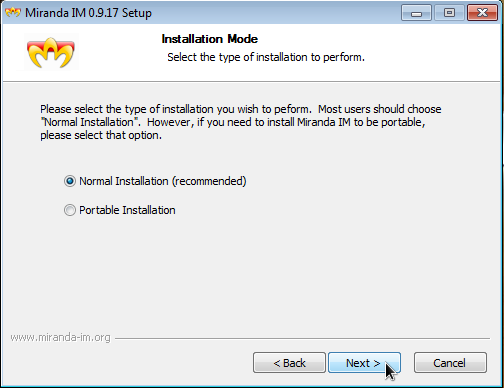 Miranda IM 0.9.17 Setup
Installation Mode
Select the type of installation to perform.
Please select the type of installation you wish to peform. Most users should choose
"Normal Installation". However, if you need to install Miranda IM to be portable,
please select that option.
Normal Installation (recommended)
Portable Installation
www.miranda-im.org
< Back
Next >
Cancel